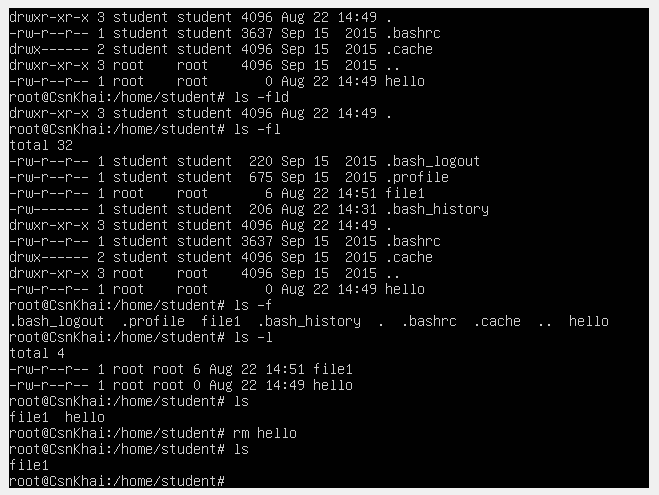 drwxr-xr-x 3 student student 4096 Aug 22 14:49 .
-rw-r--r-- 1 student student 3637 Sep 15  2015 .bashrc
drwx------ 2 student student 4096 Sep 15  2015 .cache
drwxr-xr-x 3 root    root    4096 Sep 15  2015 ..
-rw-r--r-- 1 root    root       0 Aug 22 14:49 hello
root@CsnKhai:/home/student# ls -fld
drwxr-xr-x 3 student student 4096 Aug 22 14:49 .
root@CsnKhai:/home/student# ls -fl
total 32
-rw-r--r-- 1 student student  220 Sep 15  2015 .bash_logout
-rw-r--r-- 1 student student  675 Sep 15  2015 .profile
-rw-r--r-- 1 root    root       6 Aug 22 14:51 file1
-rw------- 1 student student  206 Aug 22 14:31 .bash_history
drwxr-xr-x 3 student student 4096 Aug 22 14:49 .
-rw-r--r-- 1 student student 3637 Sep 15  2015 .bashrc
drwx------ 2 student student 4096 Sep 15  2015 .cache
drwxr-xr-x 3 root    root    4096 Sep 15  2015 ..
-rw-r--r-- 1 root    root       0 Aug 22 14:49 hello
root@CsnKhai:/home/student# ls -f
.bash_logout  .profile  file1  .bash_history  .  .bashrc  .cache  ..  hello
root@CsnKhai:/home/student# ls -l
total 4
-rw-r--r-- 1 root root 6 Aug 22 14:51 file1
-rw-r--r-- 1 root root 0 Aug 22 14:49 hello
root@CsnKhai:/home/student# ls
file1  hello
root@CsnKhai:/home/student# rm hello
root@CsnKhai:/home/student# ls
file1
root@CsnKhai:/home/student#